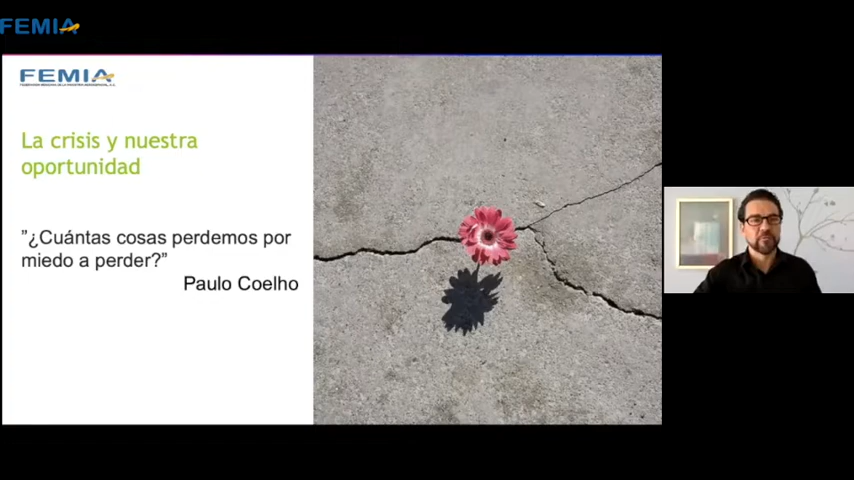 FEMIA
FEMIA
La crisis y nuestra
oportunidad
"¿Cuántas cosas perdemos por
miedo a perder?"
Paulo Coelho